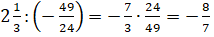 2 1/3 : (− 49/24) = − 7/3 · 24/49 = − 8/7